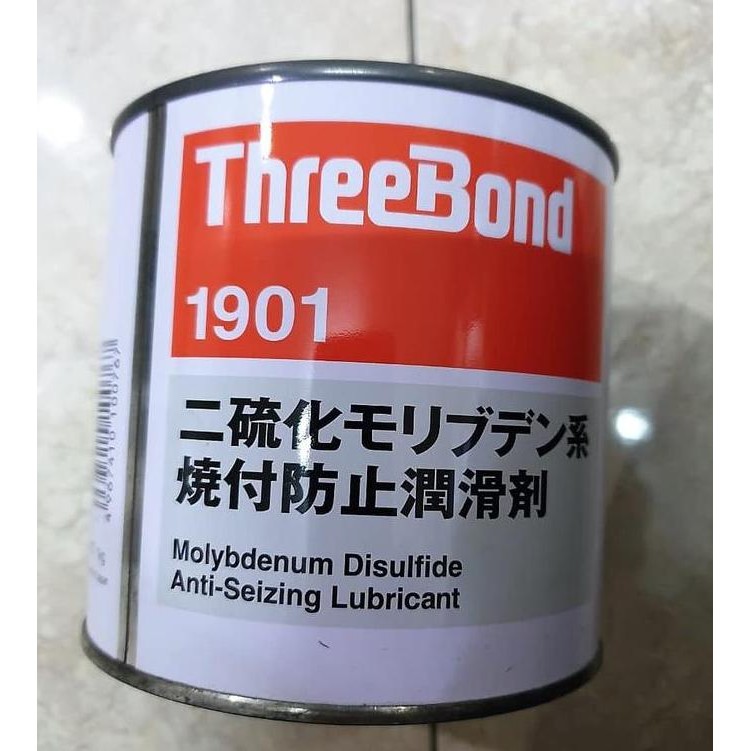 ThreeBond
1901
二硫化モリブデン系
焼付防止潤滑剤
Molybdenum Disulfide
Anti-Seizing Lubricant